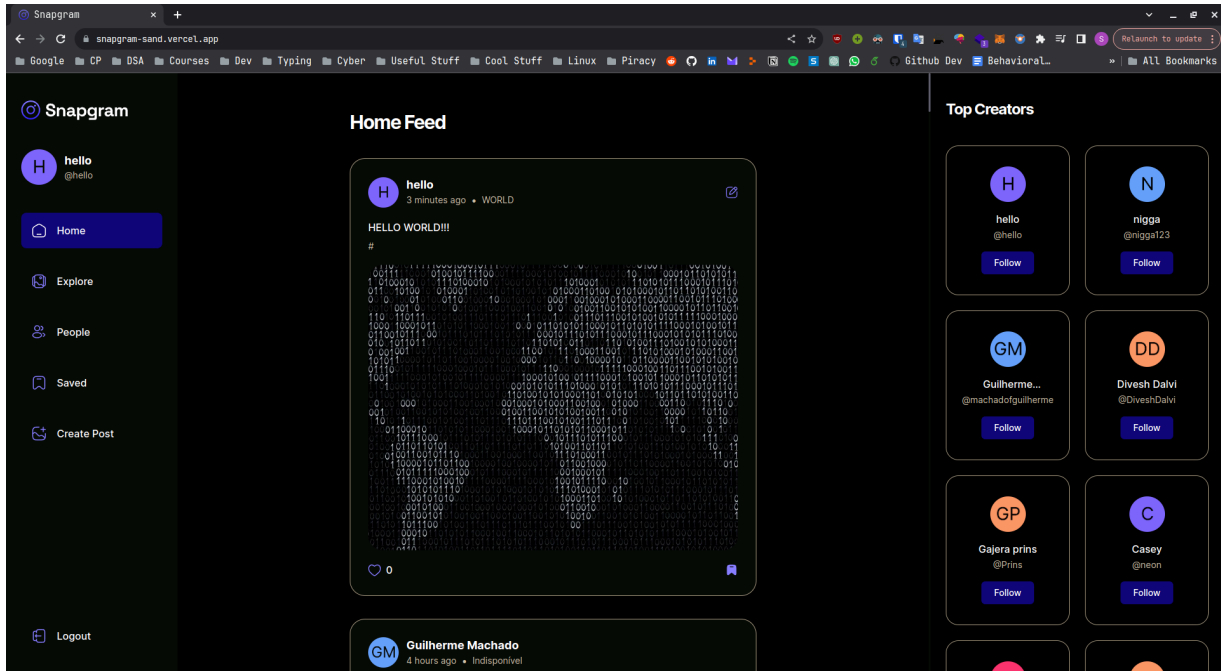 Snapgram
snapgram-sand.vercel.app
Relaunch to update
Google CP DSA Courses Dev Typing Cyber Useful Stuff Cool Stuff Linux Piracy Github Dev Behavioral... » All Bookmarks
Snapgram
H
hello
@hello
Home
Explore
People
Saved
Create Post
Logout
Home Feed
H
hello
3 minutes ago • WORLD
HELLO WORLD!!!
#
0
GM
Guilherme Machado
4 hours ago • Indisponível
Top Creators
H
hello
@hello
Follow
N
nigga
@nigga123
Follow
GM
Guilherme...
@machadofguilherme
Follow
DD
Divesh Dalvi
@DiveshDalvi
Follow
GP
Gajera prins
@Prins
Follow
C
Casey
@neon
Follow